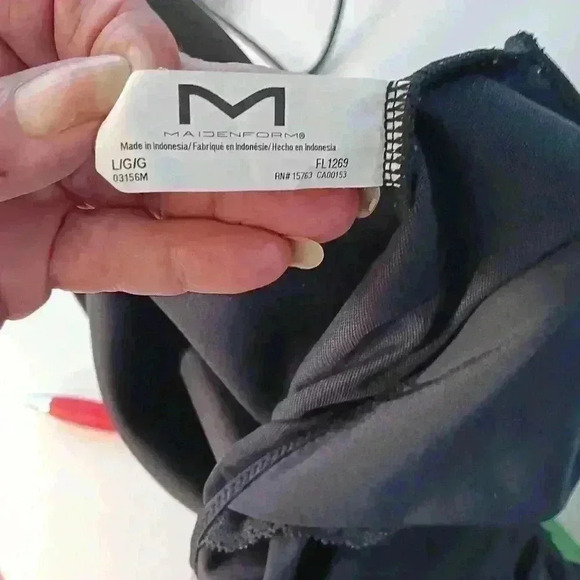 M
MAIDENFORM®
Made in Indonesia/ Fabriqué en Indonésie/ Hecho en Indonesia
L/G/G FL1269
03156M RN# 15763 CA00153